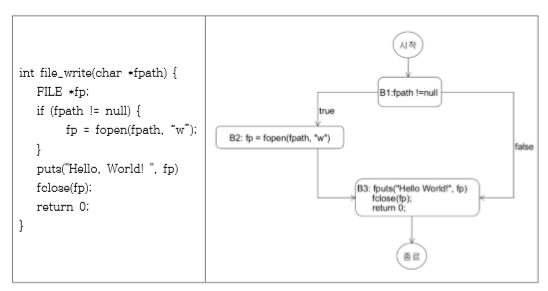 int file_write(char *fpath) {
FILE *fp;
if (fpath != null) {
fp = fopen(fpath, "w");
}
puts("Hello, World! ", fp)
fclose(fp);
return 0;
}
시작
B1:fpath !=null
true
B2: fp = fopen(fpath, "w")
false
B3: fputs("Hello World!", fp)
fclose(fp);
return 0;
종료